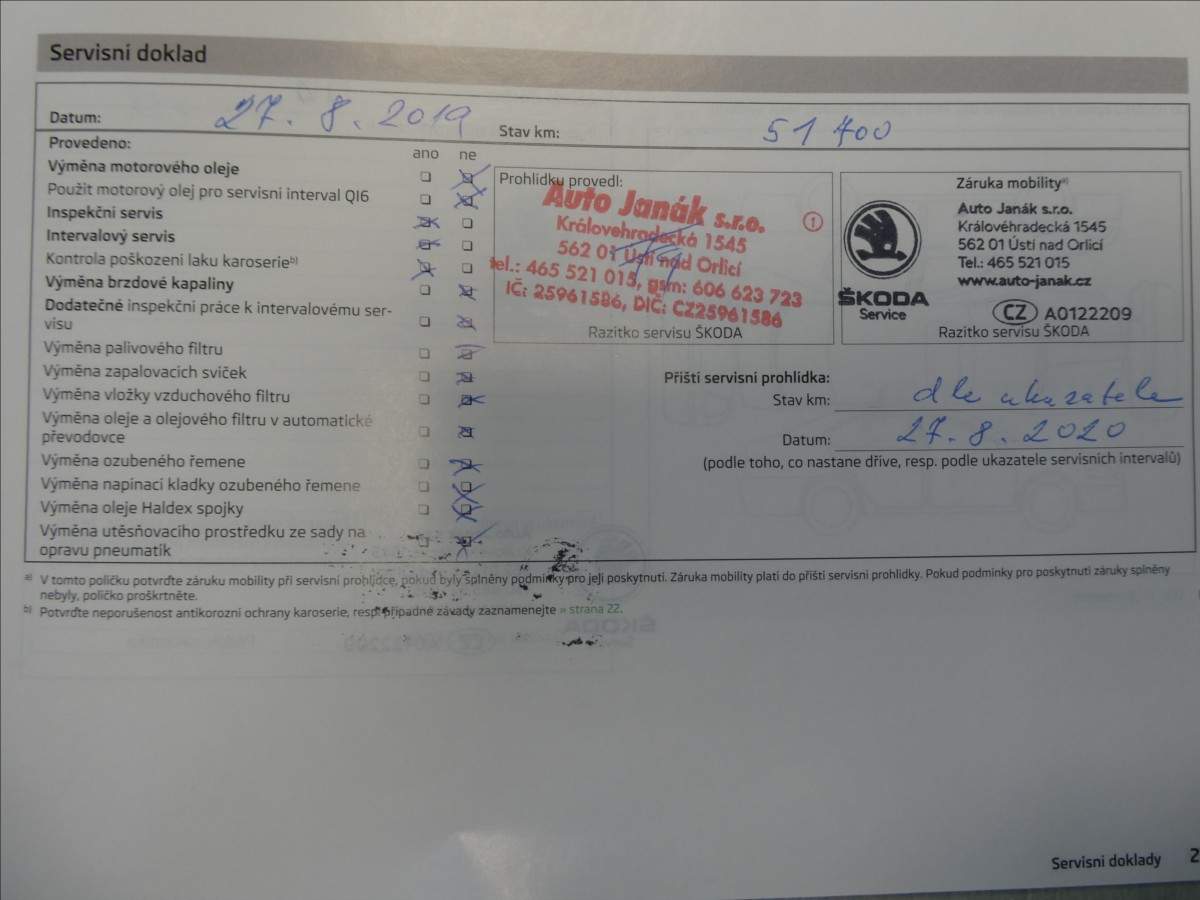 Servisní doklad
Datum: 27. 8. 2019
Stav km: 51 400
Provedeno:
ano ne
Výměna motorového oleje
Použit motorový olej pro servisní interval QI6
Inspekční servis
Intervalový servis
Kontrola poškození laku karoserieb)
Výměna brzdové kapaliny
Dodatečné inspekční práce k intervalovému ser-
visu
Výměna palivového filtru
Výměna zapalovacích svíček
Výměna vložky vzduchového filtru
Výměna oleje a olejového filtru v automatické
převodovce
Výměna ozubeného řemene
Výměna napínací kladky ozubeného řemene
Výměna oleje Haldex spojky
Výměna utěsňovacího prostředku ze sady na
opravu pneumatik
Prohlídku provedl:
Auto Janák s.r.o.
Královehradecká 1545
562 01 Ústí nad Orlicí
tel.: 465 521 015, gsm: 606 623 723
IČ: 25961586, DIČ: CZ25961586
Razítko servisu ŠKODA
Záruka mobilitya)
Auto Janák s.r.o.
Královéhradecká 1545
562 01 Ústí nad Orlicí
Tel.: 465 521 015
www.auto-janak.cz
ŠKODA
Service
CZ A0122209
Razítko servisu ŠKODA
Příští servisní prohlídka:
Stav km: dle ukazatele
Datum: 27. 8. 2020
(podle toho, co nastane dříve, resp. podle ukazatele servisních intervalů)
a) V tomto políčku potvrďte záruku mobility při servisní prohlídce, pokud byly splněny podmínky pro její poskytnutí. Záruka mobility platí do příští servisní prohlídky. Pokud podmínky pro poskytnutí záruky splněny
nebyly, políčko proškrtněte.
b) Potvrďte neporušenost antikorozní ochrany karoserie, resp. případné závady zaznamenejte » strana 22.
Servisní doklady 2